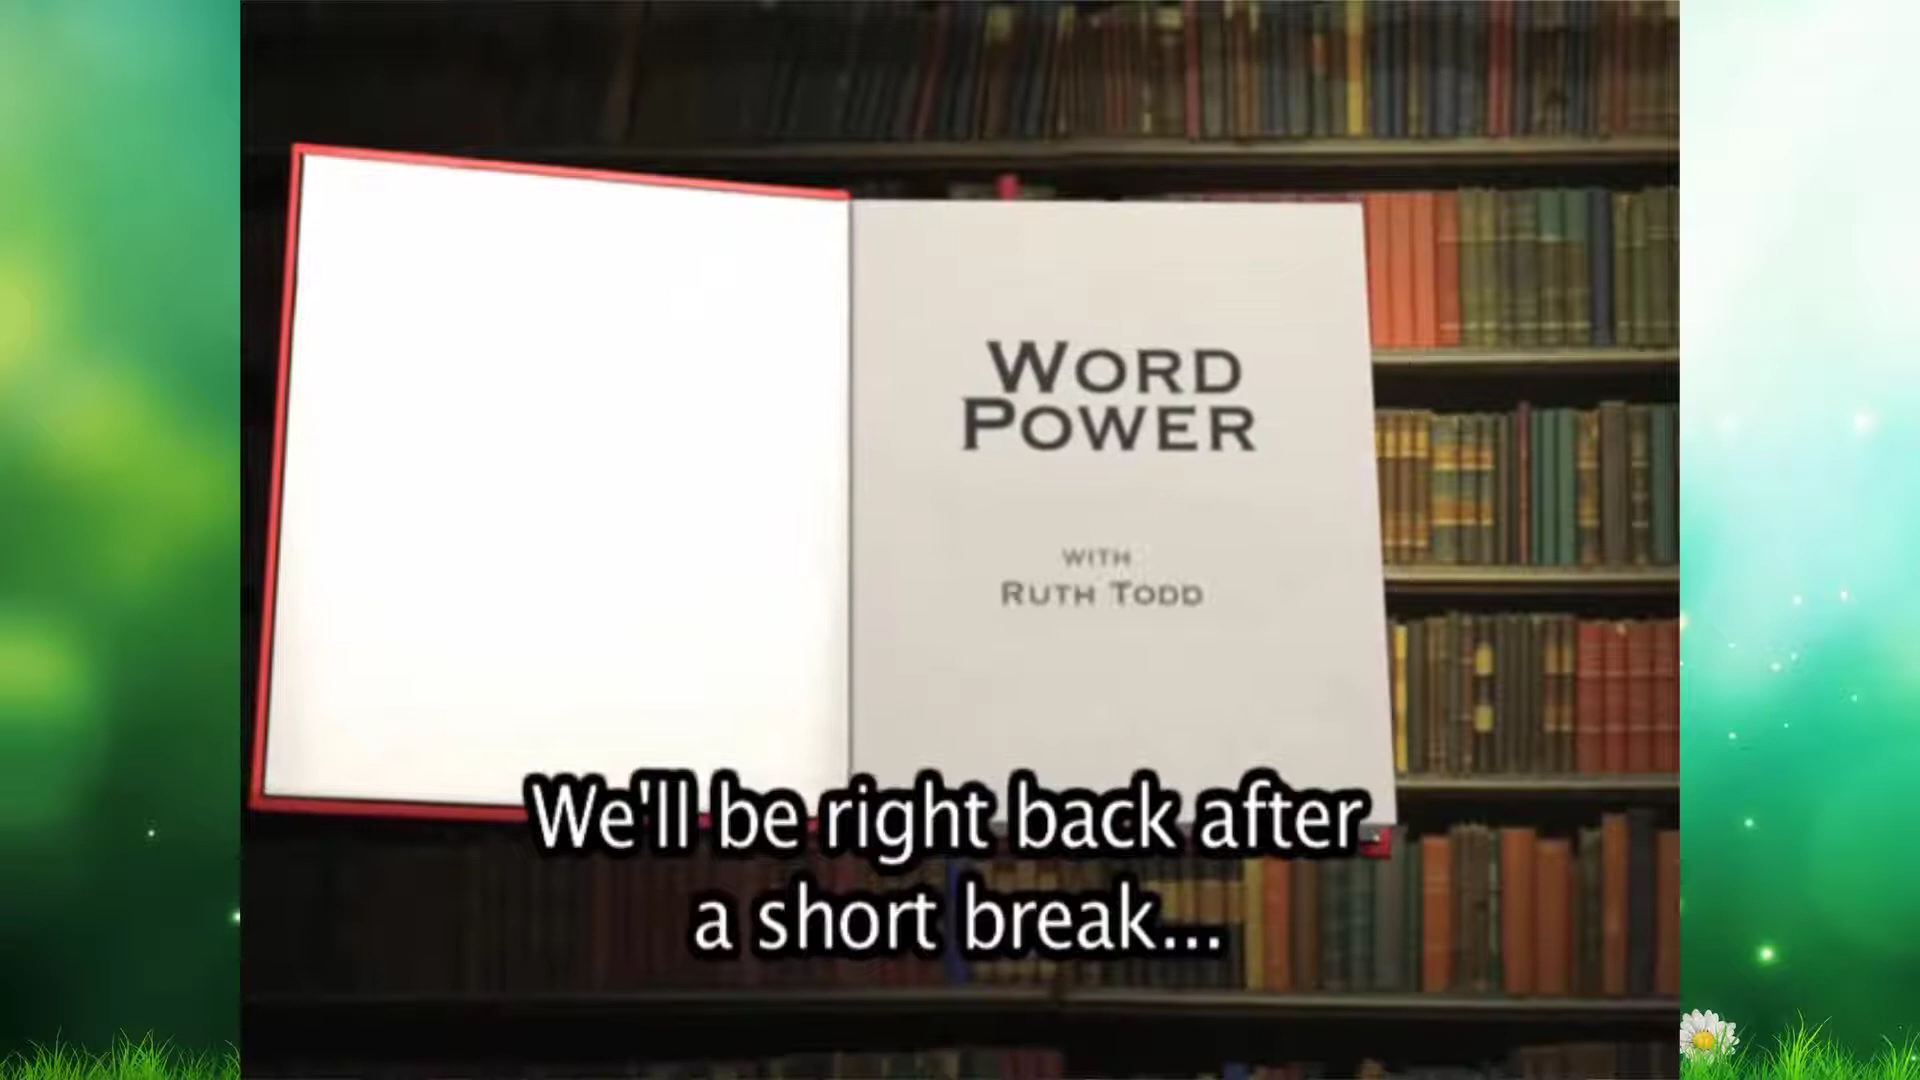 WORD
POWER
WITH
RUTH TODD
We'll be right back after
a short break...